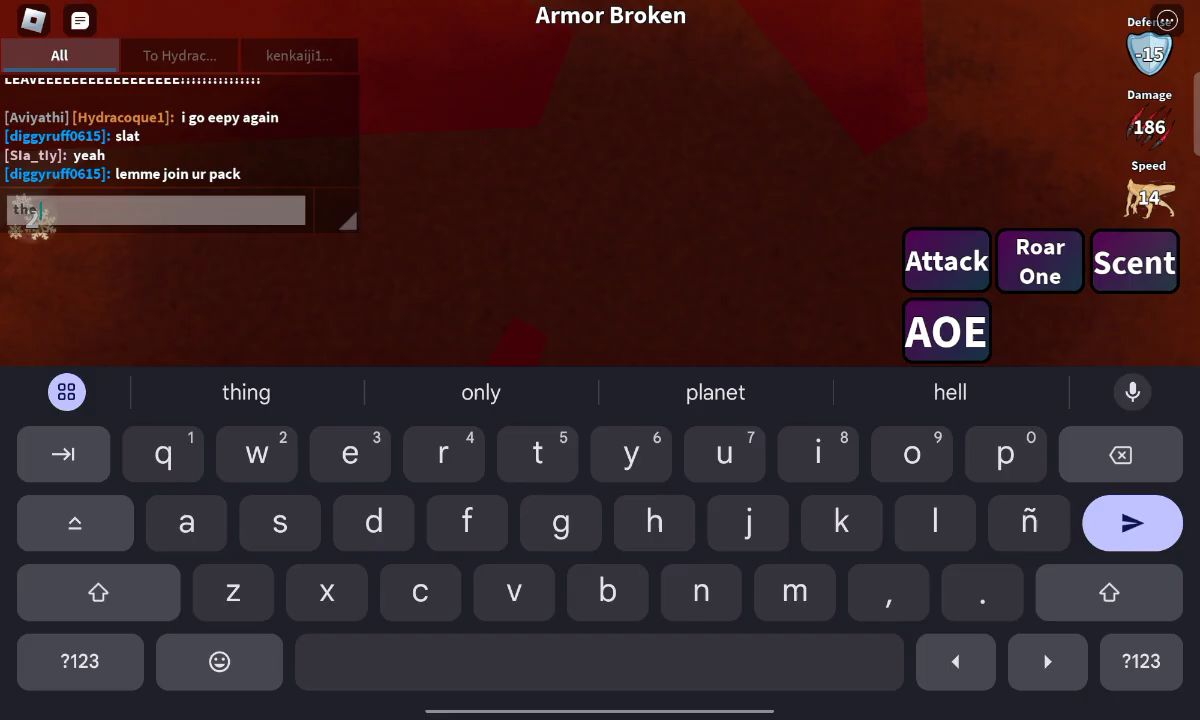 Armor Broken
All
To Hydrac...
kenkaiji1...
[Aviyathi] [Hydracoque1]: i go eepy again
[diggyruff0615]: slat
[Sla_tly]: yeah
[diggyruff0615]: lemme join ur pack
the
2
-15
Damage
186
Speed
14
Attack
Roar
One
Scent
AOE
thing only planet hell
q 1 w 2 e 3 r 4 t 5 y 6 u 7 i 8 o 9 p 0
a s d f g h j k l ñ
z x c v b n m , .
?123 ?123